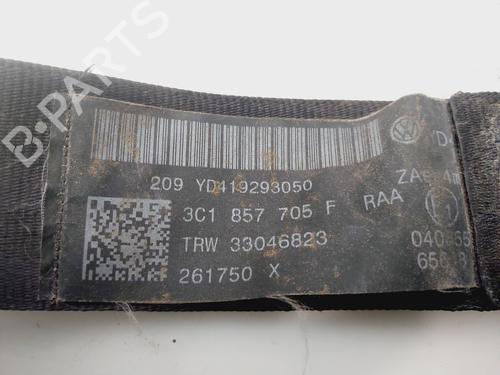 B-PARTS
209 YD419293050
3C1 857 705 F RAA
TRW 33046823
261750 X